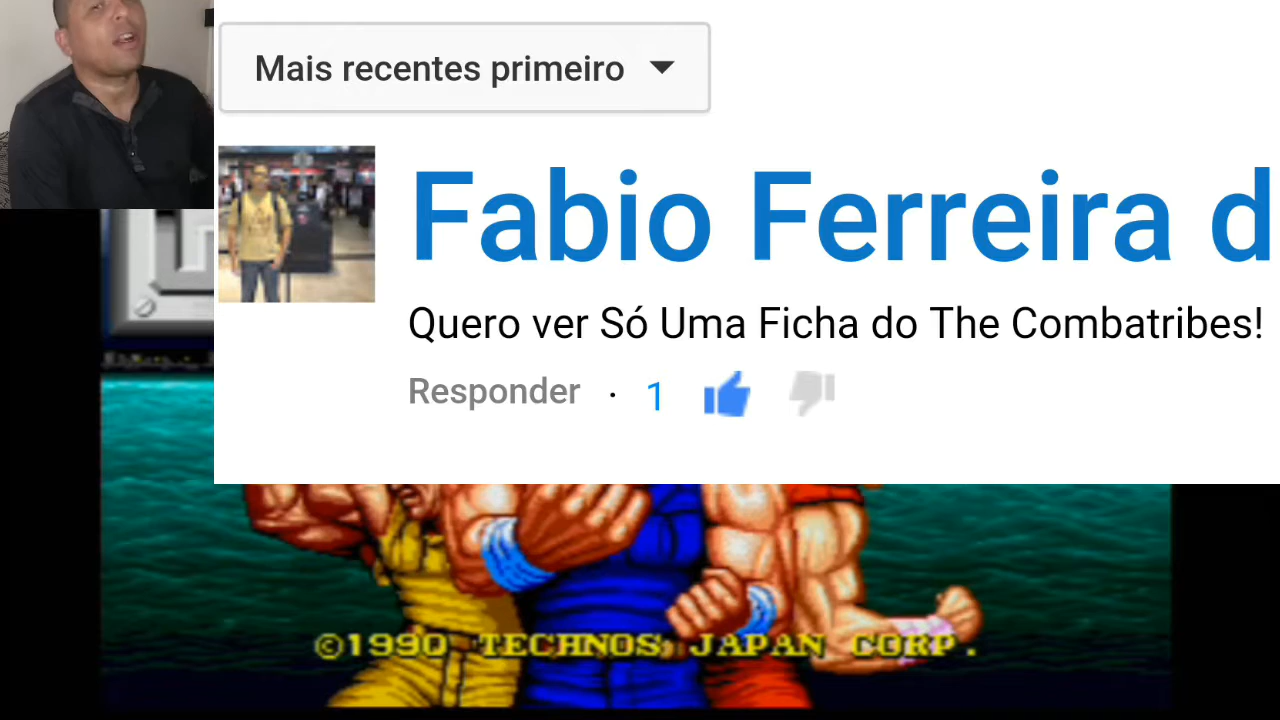 Mais recentes primeiro
Fabio Ferreira d
Quero ver Só Uma Ficha do The Combatribes!
Responder · 1
©1990 TECHNOS JAPAN CORP.